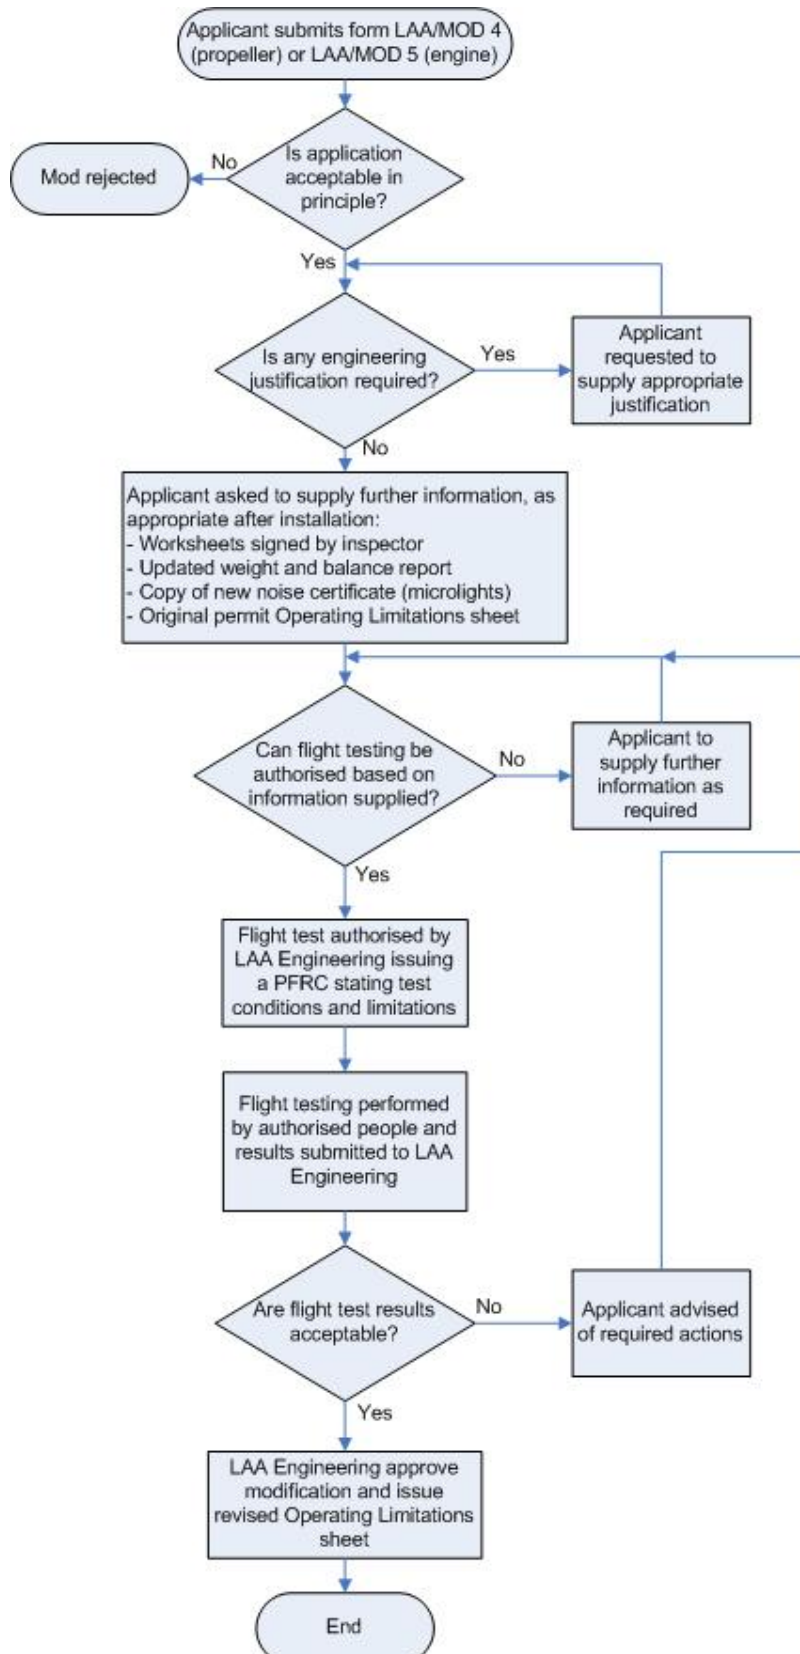 Applicant submits form LAA/MOD 4
(propeller) or LAA/MOD 5 (engine)
Is application
acceptable in
principle?
No
Mod rejected
Yes
Is any engineering
justification required?
Yes
Applicant
requested to
supply appropriate
justification
No
Applicant asked to supply further information, as
appropriate after installation:
- Worksheets signed by inspector
- Updated weight and balance report
- Copy of new noise certificate (microlights)
- Original permit Operating Limitations sheet
Can flight testing be
authorised based on
information supplied?
No
Applicant to
supply further
information as
required
Yes
Flight test authorised by
LAA Engineering issuing
a PFRC stating test
conditions and limitations
Flight testing performed
by authorised people and
results submitted to LAA
Engineering
Are flight test results
acceptable?
No
Applicant advised
of required actions
Yes
LAA Engineering approve
modification and issue
revised Operating Limitations
sheet
End